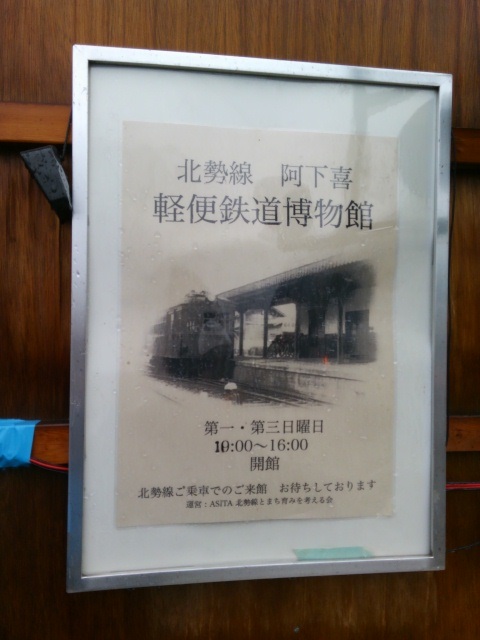 北勢線　阿下喜
軽便鉄道博物館
第一・第三日曜日
10:00～16:00
開館
北勢線ご乗車でのご来館　お待ちしております
運営：ASITA 北勢線とまち育みを考える会